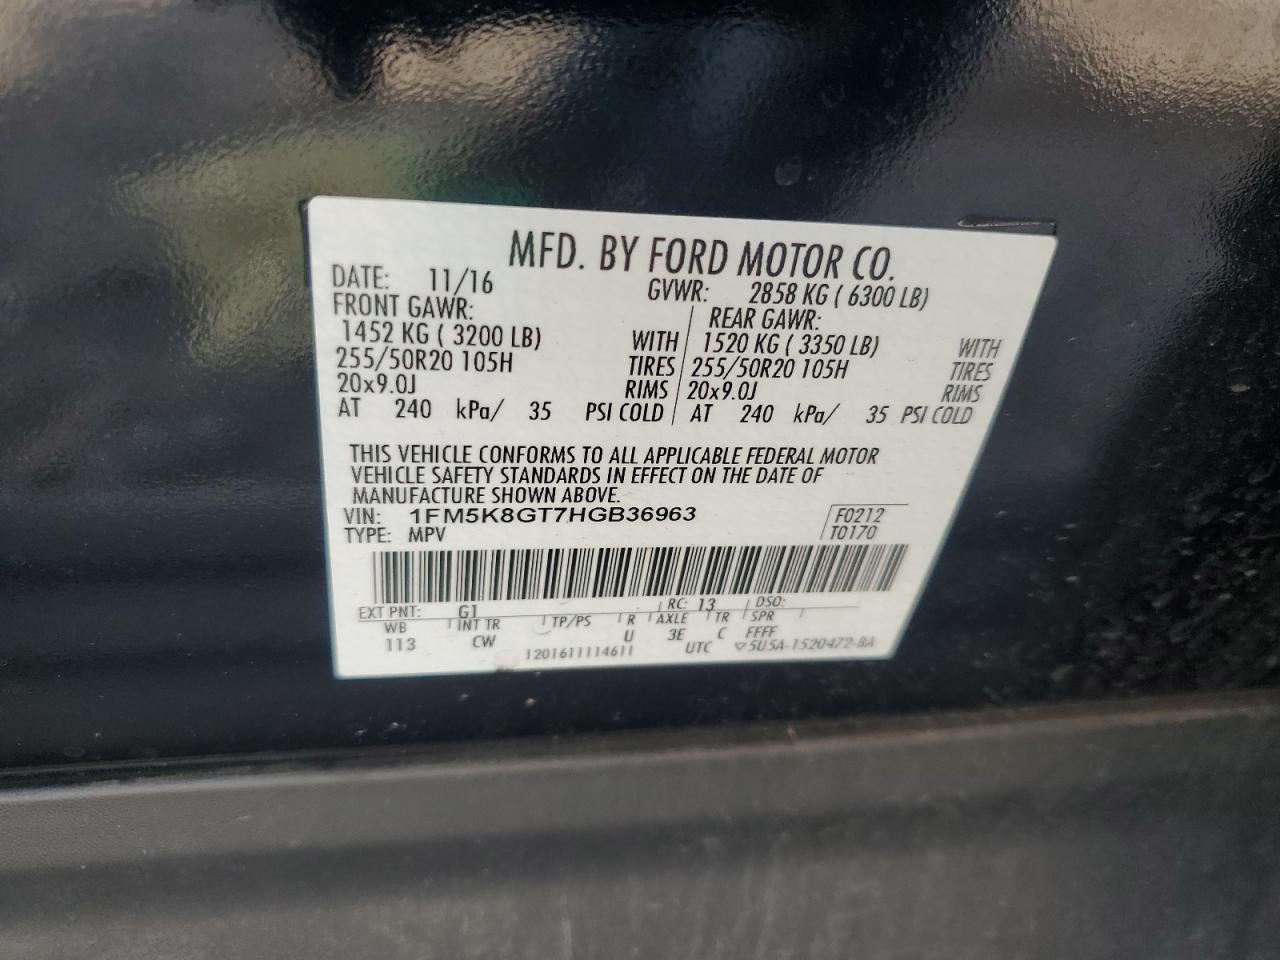 MFD. BY FORD MOTOR CO.
DATE: 11/16 GVWR: 2858 KG ( 6300 LB)
FRONT GAWR: REAR GAWR:
1452 KG ( 3200 LB) WITH 1520 KG ( 3350 LB) WITH
255/50R20 105H TIRES 255/50R20 105H TIRES
20x9.0J RIMS 20x9.0J RIMS
AT 240 kPa/ 35 PSI COLD AT 240 kPa/ 35 PSI COLD
THIS VEHICLE CONFORMS TO ALL APPLICABLE FEDERAL MOTOR
VEHICLE SAFETY STANDARDS IN EFFECT ON THE DATE OF
MANUFACTURE SHOWN ABOVE.
VIN: 1FM5K8GT7HGB36963 F0212
TYPE: MPV T0170
EXT PNT: G1 RC: 13 DSO:
WB INT TR TP/PS R AXLE TR SPR
113 CW U 3E C FFFF
1201611114611 UTC ▽5U5A-1520472-BA